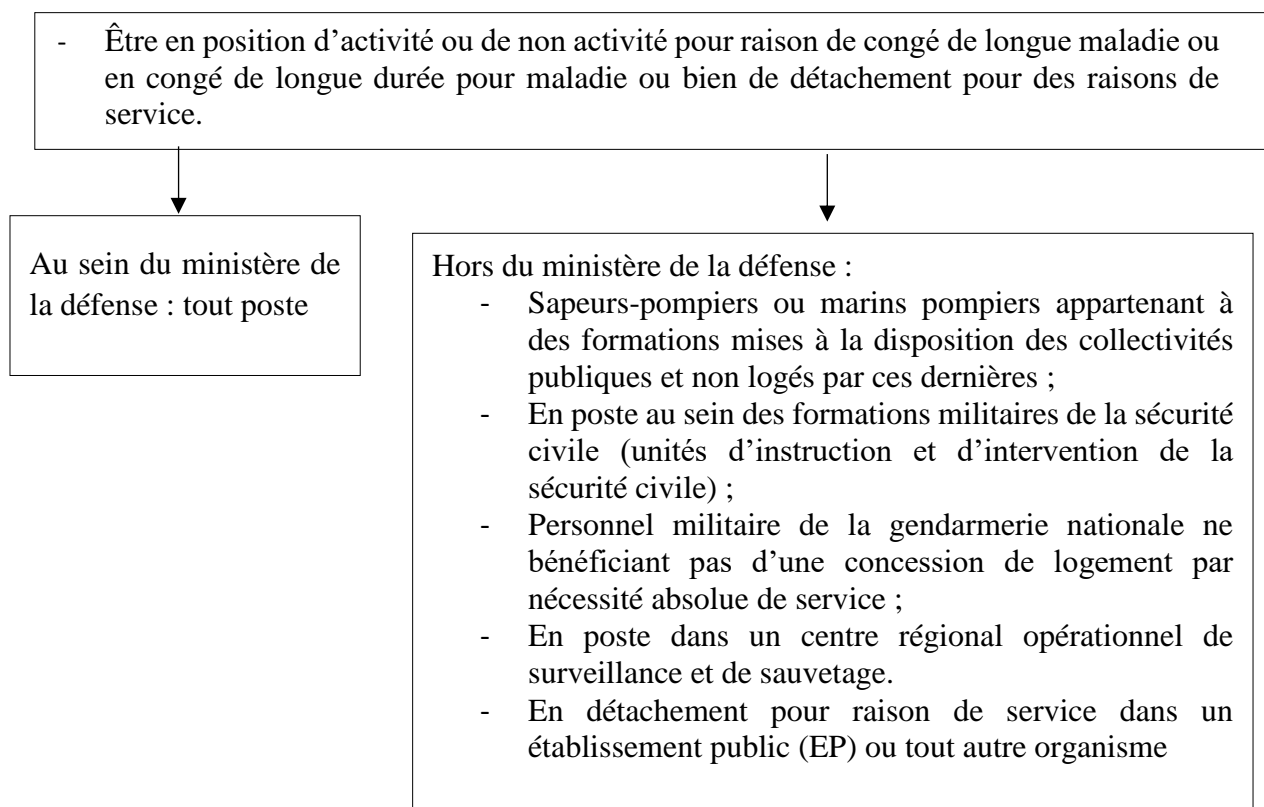 - Être en position d’activité ou de non activité pour raison de congé de longue maladie ou
en congé de longue durée pour maladie ou bien de détachement pour des raisons de
service.
Au sein du ministère de
la défense : tout poste
Hors du ministère de la défense :
- Sapeurs-pompiers ou marins pompiers appartenant à
des formations mises à la disposition des collectivités
publiques et non logés par ces dernières ;
- En poste au sein des formations militaires de la sécurité
civile (unités d’instruction et d’intervention de la
sécurité civile) ;
- Personnel militaire de la gendarmerie nationale ne
bénéficiant pas d’une concession de logement par
nécessité absolue de service ;
- En poste dans un centre régional opérationnel de
surveillance et de sauvetage.
- En détachement pour raison de service dans un
établissement public (EP) ou tout autre organisme